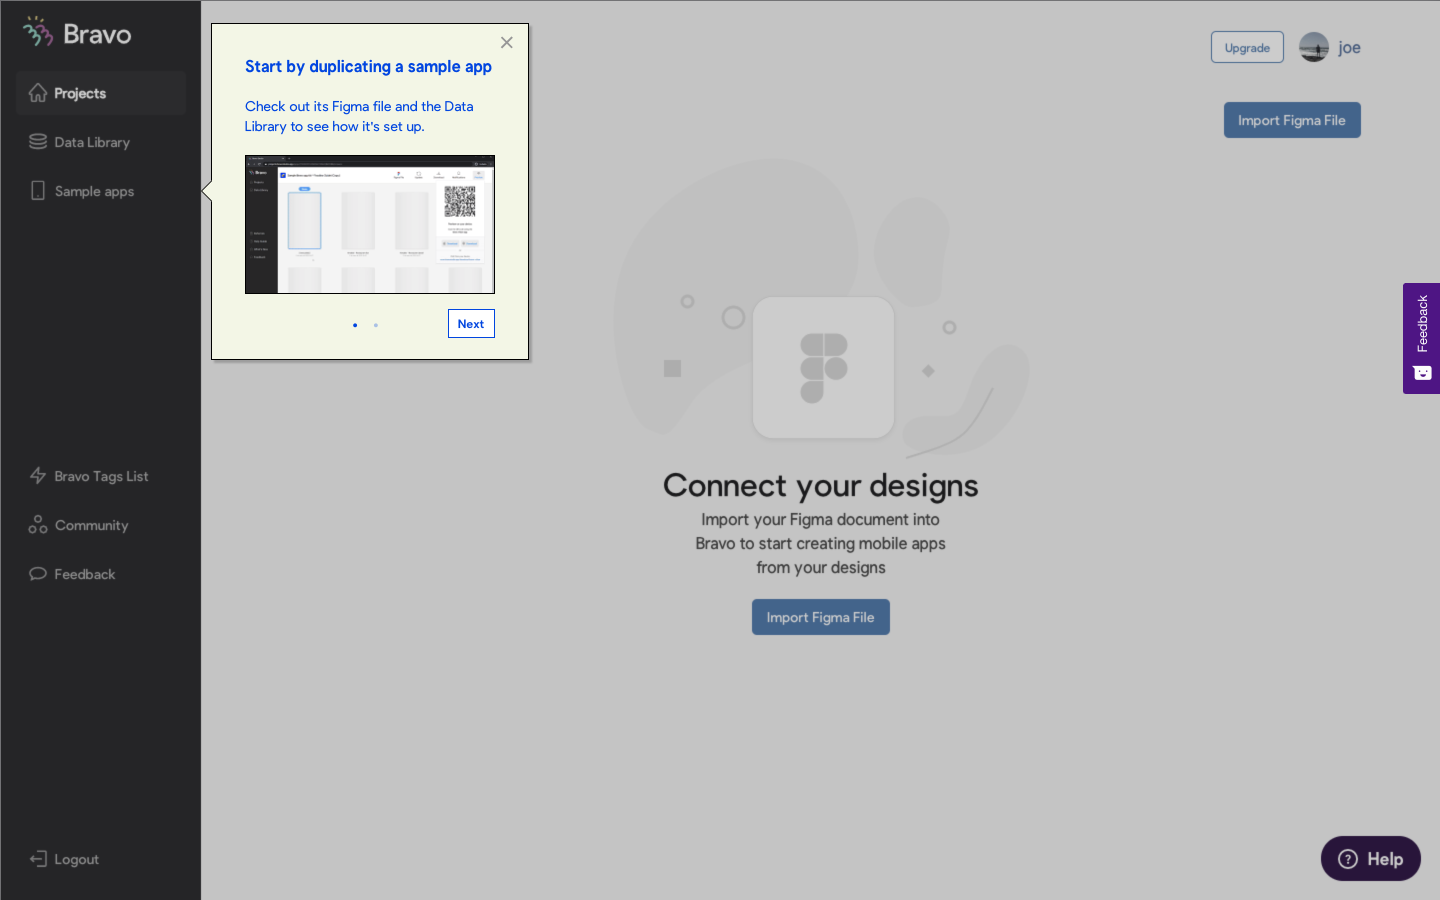 Bravo
Projects
Data Library
Sample apps
Bravo Tags List
Community
Feedback
Logout
Start by duplicating a sample app
Check out its Figma file and the Data
Library to see how it's set up.
Next
Upgrade
joe
Import Figma File
Connect your designs
Import your Figma document into
Bravo to start creating mobile apps
from your designs
Import Figma File
Feedback
Help